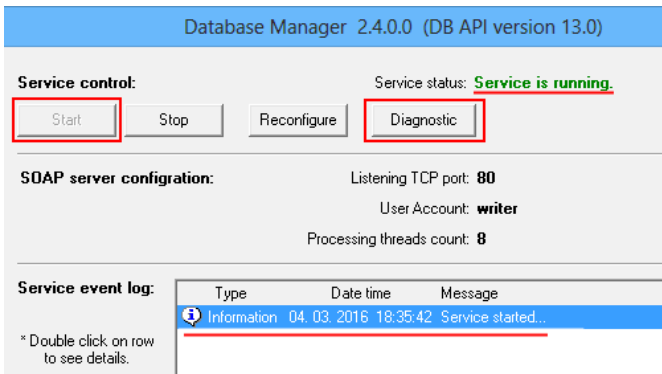 Database Manager 2.4.0.0 (DB API version 13.0)
Service control: Service status: Service is running.
Start Stop Reconfigure Diagnostic
SOAP server configration: Listening TCP port: 80
User Account: writer
Processing threads count: 8
Service event log: Type Date time Message
Information 04. 03. 2016 18:35:42 Service started...
* Double click on row
to see details.